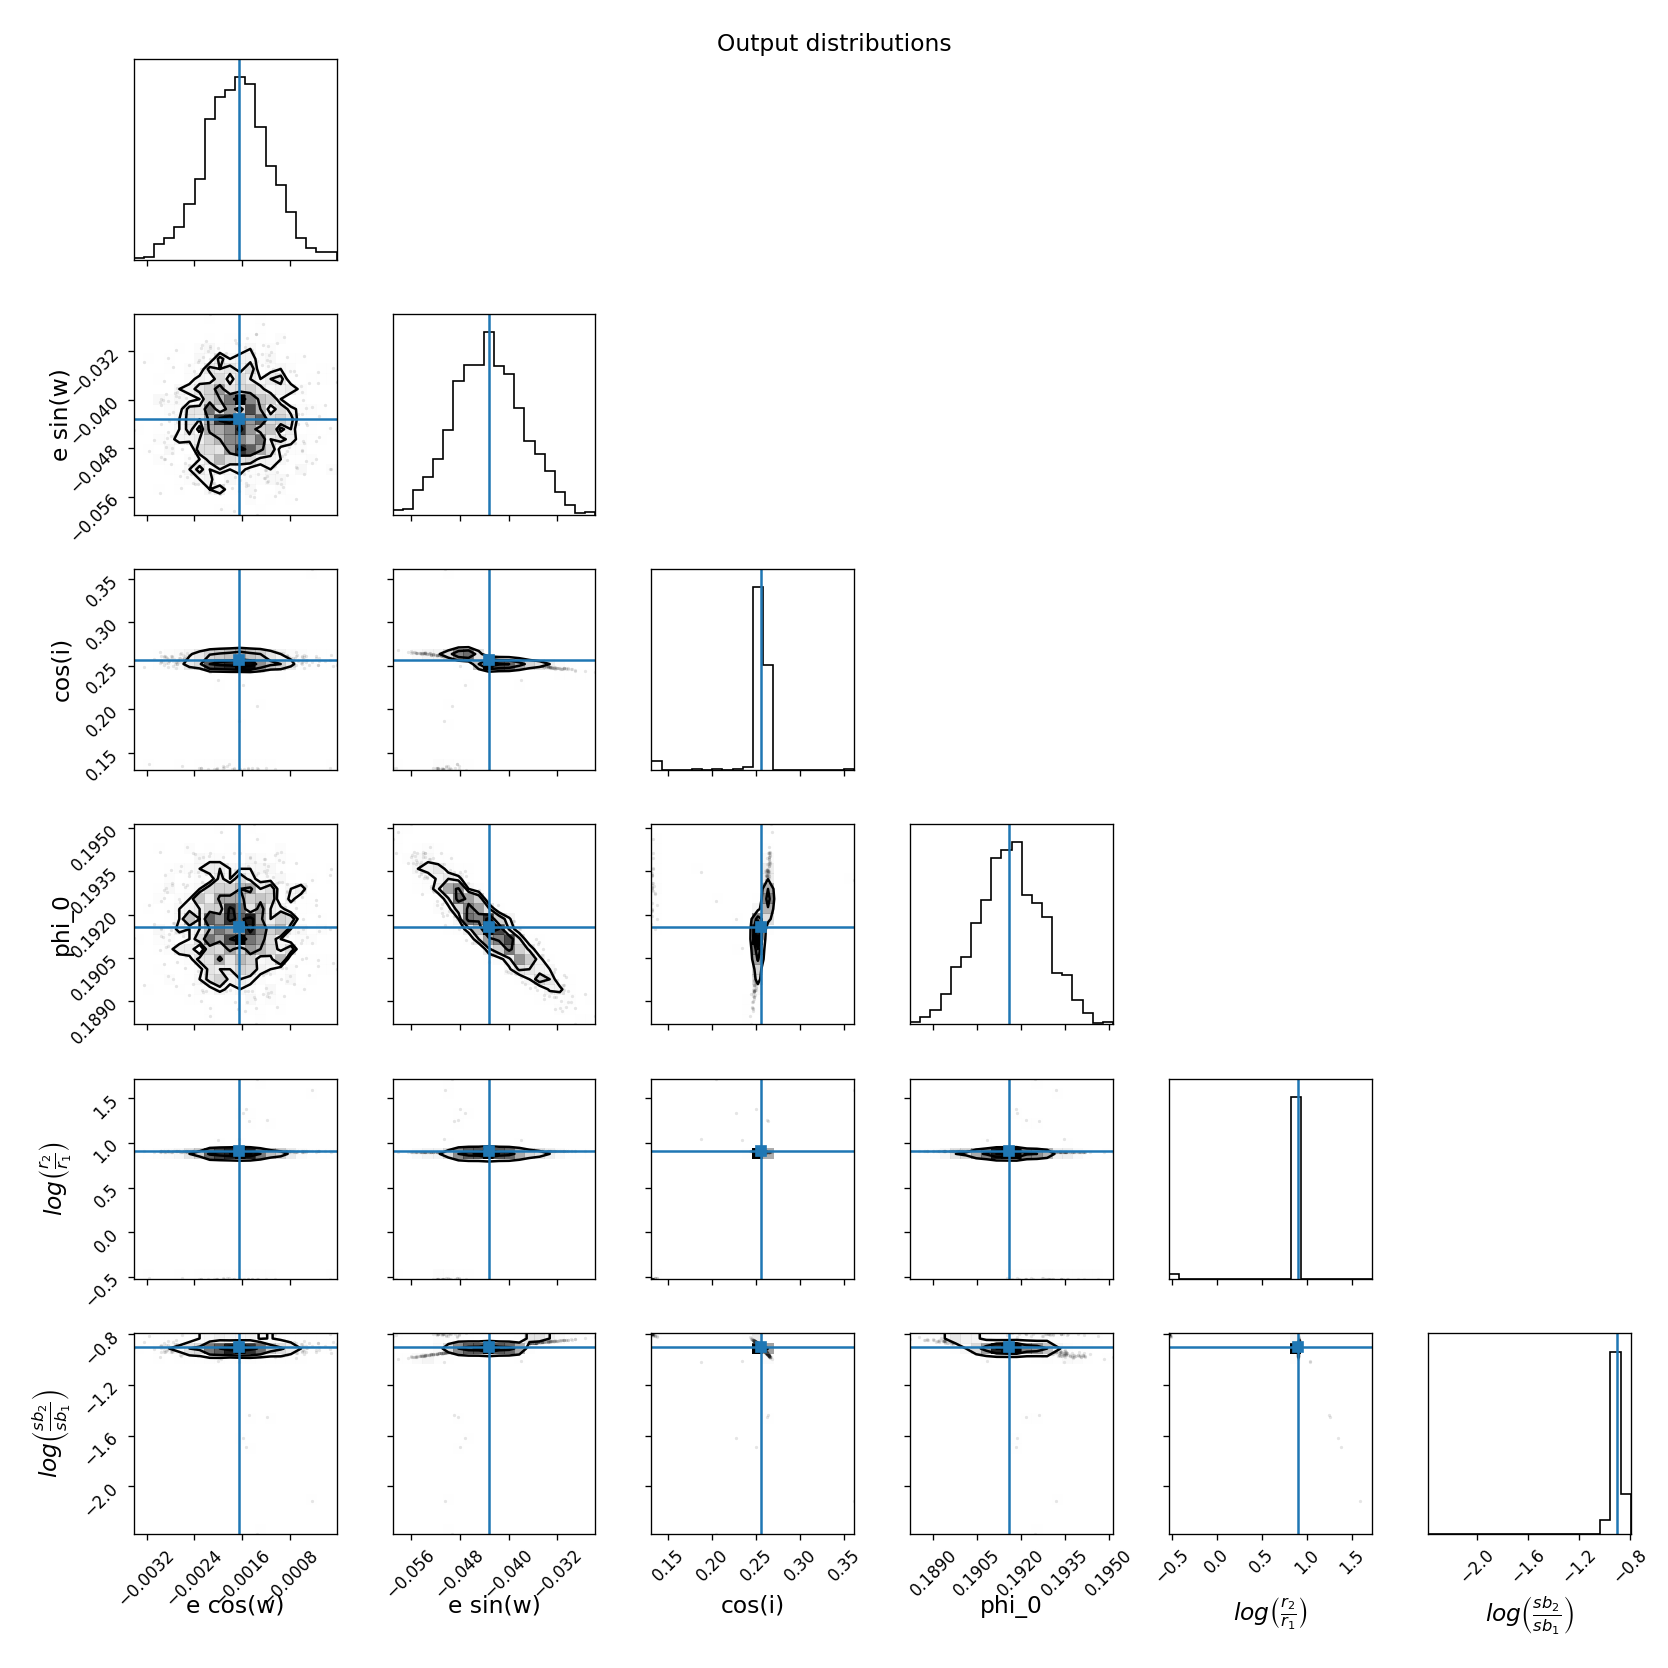 Output distributions
e sin(w)
−0.032
−0.040
−0.048
−0.056
cos(i)
0.35
0.30
0.25
0.20
0.15
phi_0
0.1950
0.1935
0.1920
0.1905
0.1890
log(r2/r1)
1.5
1.0
0.5
0.0
−0.5
log(sb2/sb1)
−0.8
−1.2
−1.6
−2.0
−0.0032 −0.0024 −0.0016 −0.0008 −0.056 −0.048 −0.040 −0.032 0.15 0.20 0.25 0.30 0.35 0.1890 0.1905 0.1920 0.1935 0.1950 −0.5 0.0 0.5 1.0 1.5 −2.0 −1.6 −1.2 −0.8
e cos(w) e sin(w) cos(i) phi_0 log(r2/r1) log(sb2/sb1)